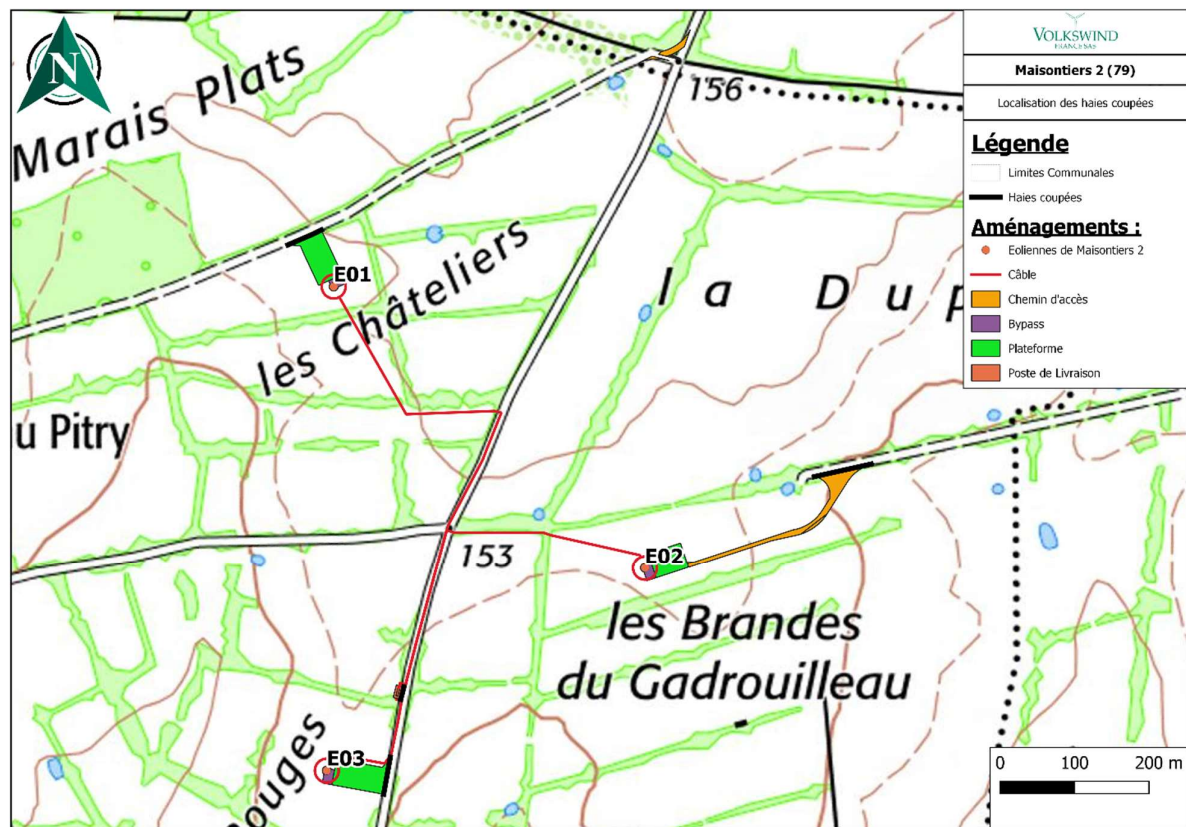 N
Marais Plats
les Châteliers
u Pitry
156
la Dup
E01
153
E02
les Brandes
du Gadrouilleau
E03
ouges
VOLKSWIND
FRANCE SAS
Maisontiers 2 (79)
Localisation des haies coupées
Légende
Limites Communales
Haies coupées
Aménagements :
Eoliennes de Maisontiers 2
Câble
Chemin d'accès
Bypass
Plateforme
Poste de Livraison
0 100 200 m